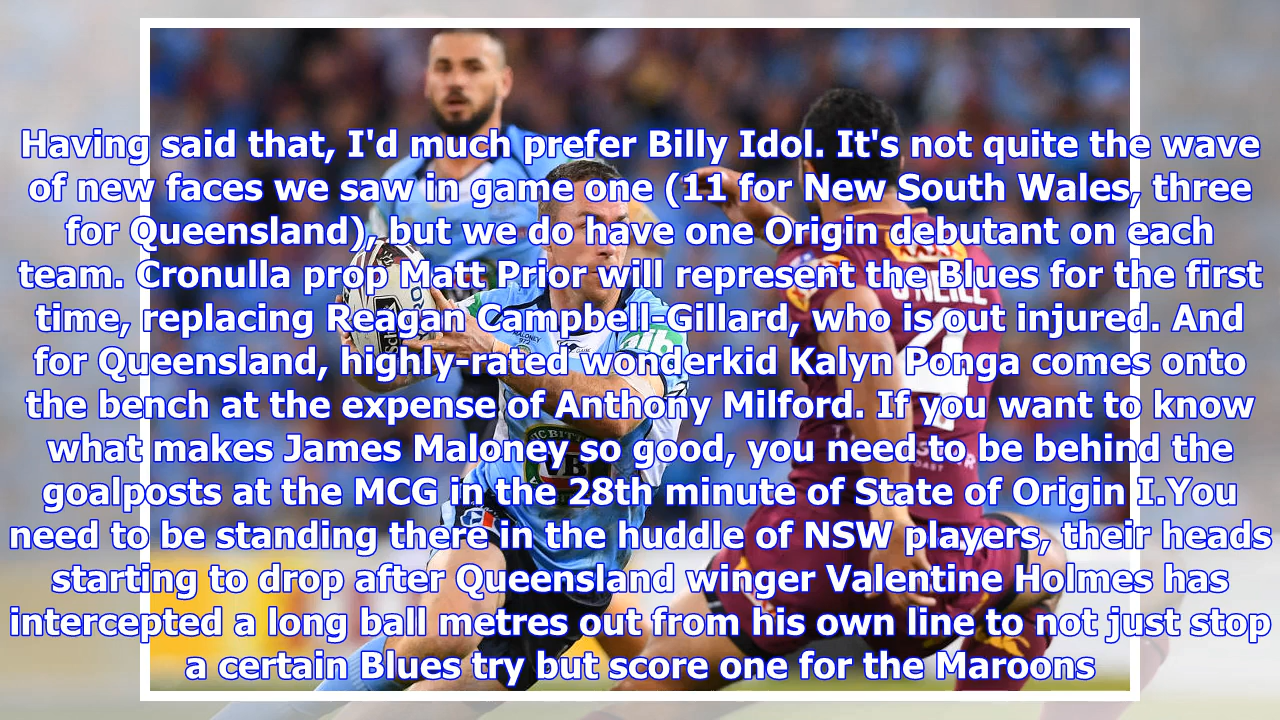 Having said that, I'd much prefer Billy Idol. It's not quite the wave
of new faces we saw in game one (11 for New South Wales, three
for Queensland), but we do have one Origin debutant on each
team. Cronulla prop Matt Prior will represent the Blues for the first
time, replacing Reagan Campbell-Gillard, who is out injured. And
for Queensland, highly-rated wonderkid Kalyn Ponga comes onto
the bench at the expense of Anthony Milford. If you want to know
what makes James Maloney so good, you need to be behind the
goalposts at the MCG in the 28th minute of State of Origin I.You
need to be standing there in the huddle of NSW players, their heads
starting to drop after Queensland winger Valentine Holmes has
intercepted a long ball metres out from his own line to not just stop
a certain Blues try but score one for the Maroons
O'NEILL
MALONEY
VB